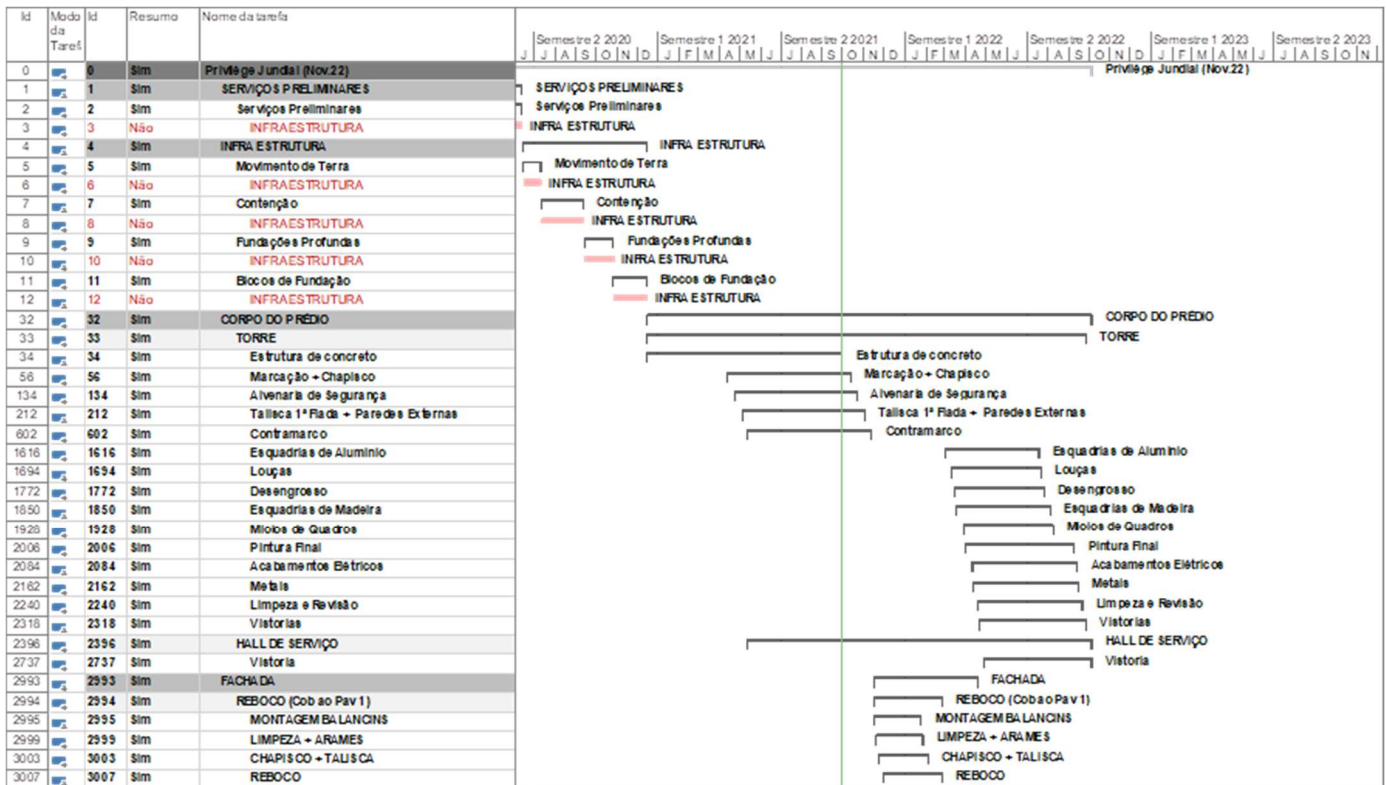 Id Modo da Taref. Id Resumo Nome da tarefa
Semestre 2 2020 Semestre 1 2021 Semestre 2 2021 Semestre 1 2022 Semestre 2 2022 Semestre 1 2023 Semestre 2 2023
J J A S O N D J F M A M J J A S O N D J F M A M J J A S O N D J F M A M J J A S O N
0 0 Sim Privilège Jundiaí (Nov.22) Privilège Jundiaí (Nov.22)
1 1 Sim SERVIÇOS PRELIMINARES SERVIÇOS PRELIMINARES
2 2 Sim Serviços Preliminares Serviços Preliminares
3 3 Não INFRAESTRUTURA INFRA ESTRUTURA
4 4 Sim INFRA ESTRUTURA INFRA ESTRUTURA
5 5 Sim Movimento de Terra Movimento de Terra
6 6 Não INFRAESTRUTURA INFRA ESTRUTURA
7 7 Sim Contenção Contenção
8 8 Não INFRAESTRUTURA INFRA ESTRUTURA
9 9 Sim Fundações Profundas Fundações Profundas
10 10 Não INFRAESTRUTURA INFRA ESTRUTURA
11 11 Sim Blocos de Fundação Blocos de Fundação
12 12 Não INFRAESTRUTURA INFRA ESTRUTURA
32 32 Sim CORPO DO PRÉDIO CORPO DO PRÉDIO
33 33 Sim TORRE TORRE
34 34 Sim Estrutura de concreto Estrutura de concreto
56 56 Sim Marcação + Chapisco Marcação + Chapisco
134 134 Sim Alvenaria de Segurança Alvenaria de Segurança
212 212 Sim Talisca 1ª Fiada + Paredes Externas Talisca 1ª Fiada + Paredes Externas
602 602 Sim Contramarco Contramarco
1616 1616 Sim Esquadrias de Aluminio Esquadrias de Aluminio
1694 1694 Sim Louças Louças
1772 1772 Sim Desengrosso Desengrosso
1850 1850 Sim Esquadrias de Madeira Esquadrias de Madeira
1928 1928 Sim Miolos de Quadros Miolos de Quadros
2006 2006 Sim Pintura Final Pintura Final
2084 2084 Sim Acabamentos Elétricos Acabamentos Elétricos
2162 2162 Sim Metais Metais
2240 2240 Sim Limpeza e Revisão Limpeza e Revisão
2318 2318 Sim Vistorias Vistorias
2396 2396 Sim HALL DE SERVIÇO HALL DE SERVIÇO
2737 2737 Sim Vistoria Vistoria
2993 2993 Sim FACHADA FACHADA
2994 2994 Sim REBOCO (Cob ao Pav 1) REBOCO (Cob ao Pav 1)
2995 2995 Sim MONTAGEM BALANCINS MONTAGEM BALANCINS
2999 2999 Sim LIMPEZA + ARAMES LIMPEZA + ARAMES
3003 3003 Sim CHAPISCO + TALISCA CHAPISCO + TALISCA
3007 3007 Sim REBOCO REBOCO